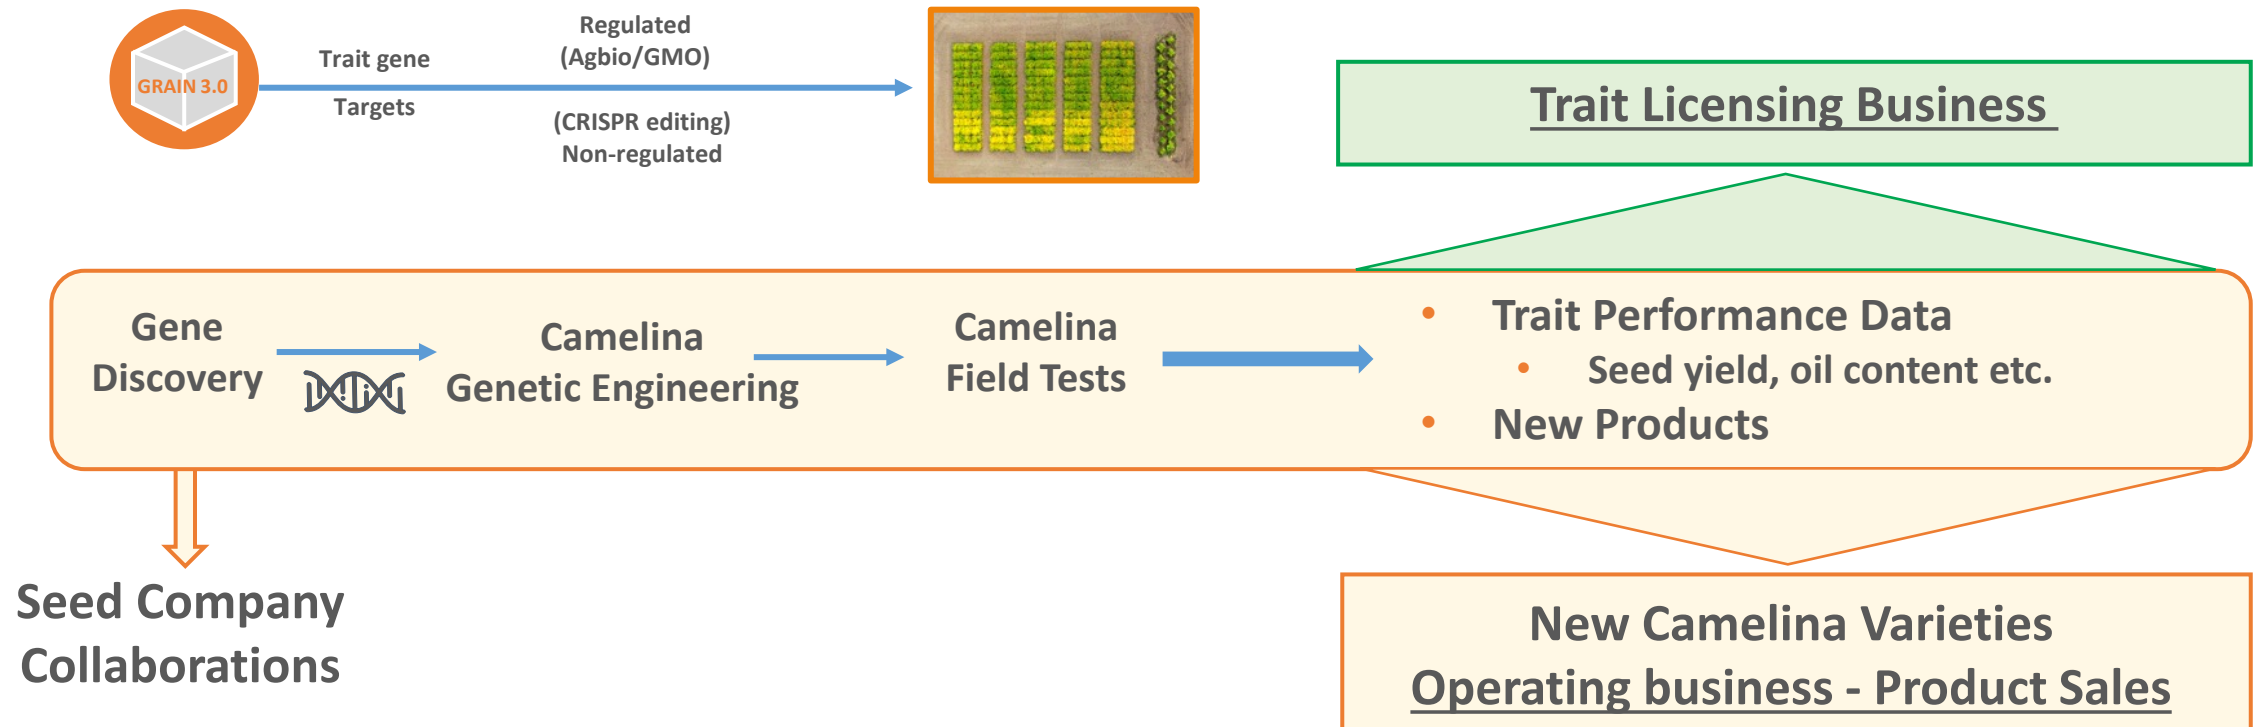 GRAIN 3.0
Trait gene
Targets
Regulated
(Agbio/GMO)
(CRISPR editing)
Non-regulated
Trait Licensing Business
Gene
Discovery
Camelina
Genetic Engineering
Camelina
Field Tests
• Trait Performance Data
• Seed yield, oil content etc.
• New Products
Seed Company
Collaborations
New Camelina Varieties
Operating business - Product Sales